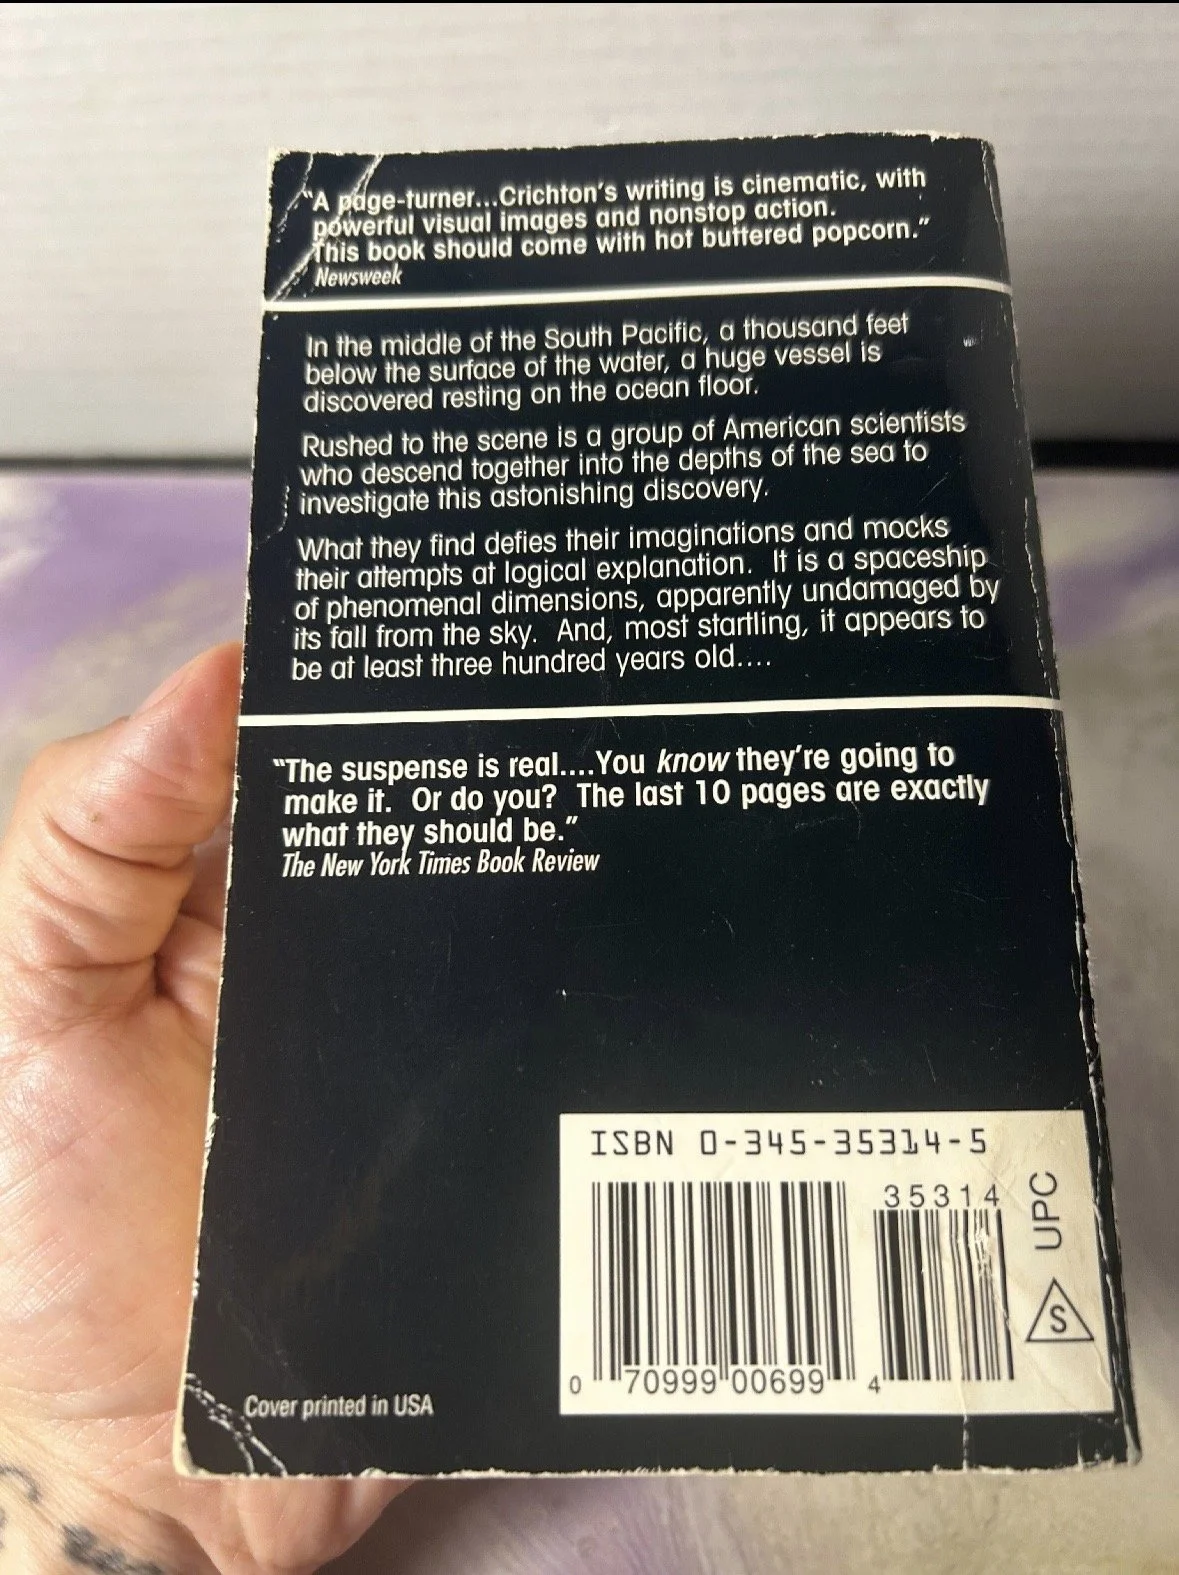 "A page-turner...Crichton's writing is cinematic, with
powerful visual images and nonstop action.
This book should come with hot buttered popcorn."
Newsweek
In the middle of the South Pacific, a thousand feet
below the surface of the water, a huge vessel is
discovered resting on the ocean floor.
Rushed to the scene is a group of American scientists
who descend together into the depths of the sea to
investigate this astonishing discovery.
What they find defies their imaginations and mocks
their attempts at logical explanation. It is a spaceship
of phenomenal dimensions, apparently undamaged by
its fall from the sky. And, most startling, it appears to
be at least three hundred years old....
"The suspense is real....You know they're going to
make it. Or do you? The last 10 pages are exactly
what they should be."
The New York Times Book Review
ISBN 0-345-35314-5
35314
UPC
S
0 70999 00699 4
Cover printed in USA